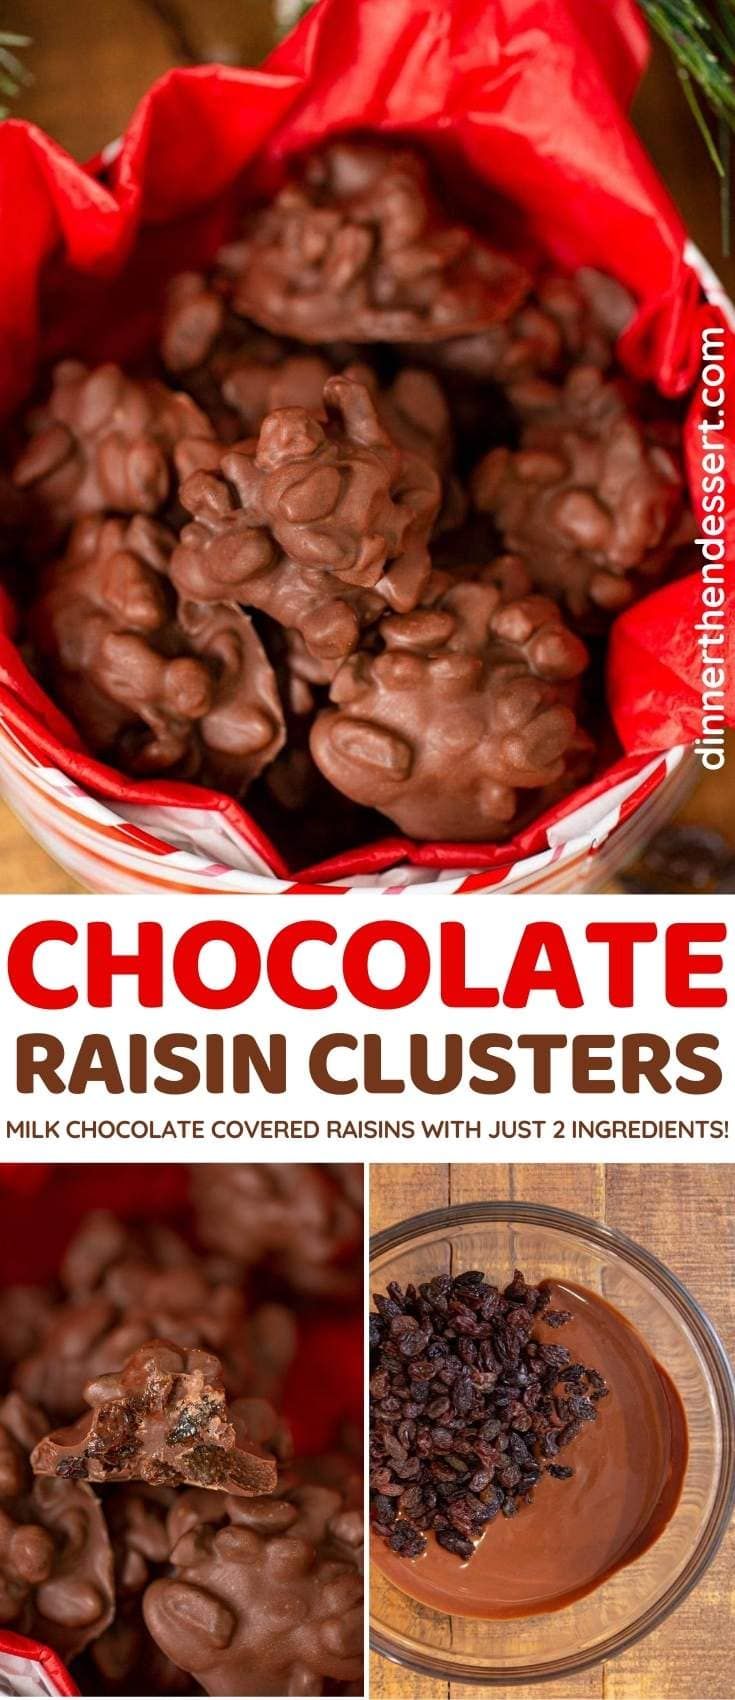 dinnerthendessert.com
CHOCOLATE
RAISIN CLUSTERS
MILK CHOCOLATE COVERED RAISINS WITH JUST 2 INGREDIENTS!